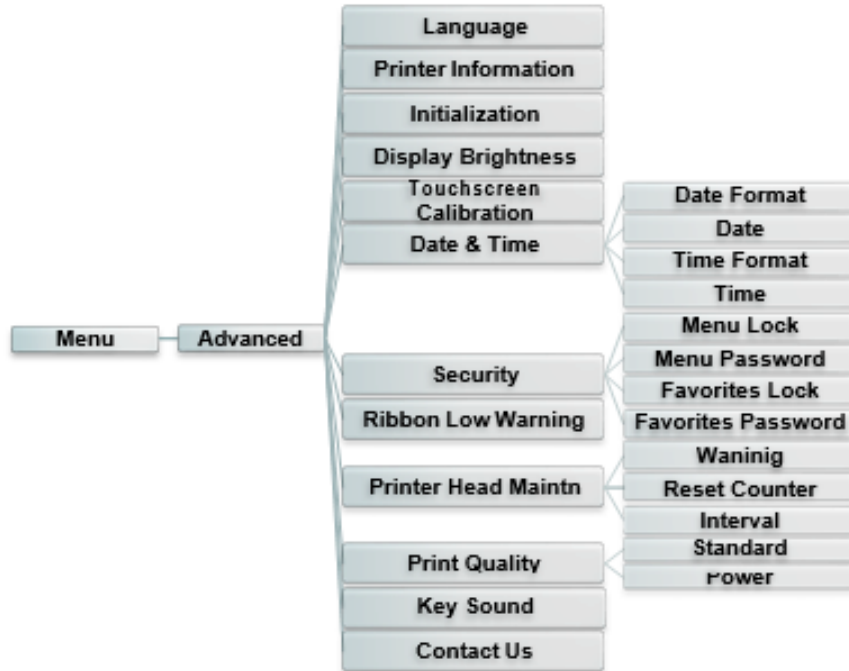 Language
Printer Information
Initialization
Display Brightness
Touchscreen
Calibration
Date & Time
Date Format
Date
Time Format
Time
Menu
Advanced
Security
Menu Lock
Menu Password
Favorites Lock
Favorites Password
Ribbon Low Warning
Printer Head Maintn
Waninig
Reset Counter
Interval
Print Quality
Standard
Power
Key Sound
Contact Us